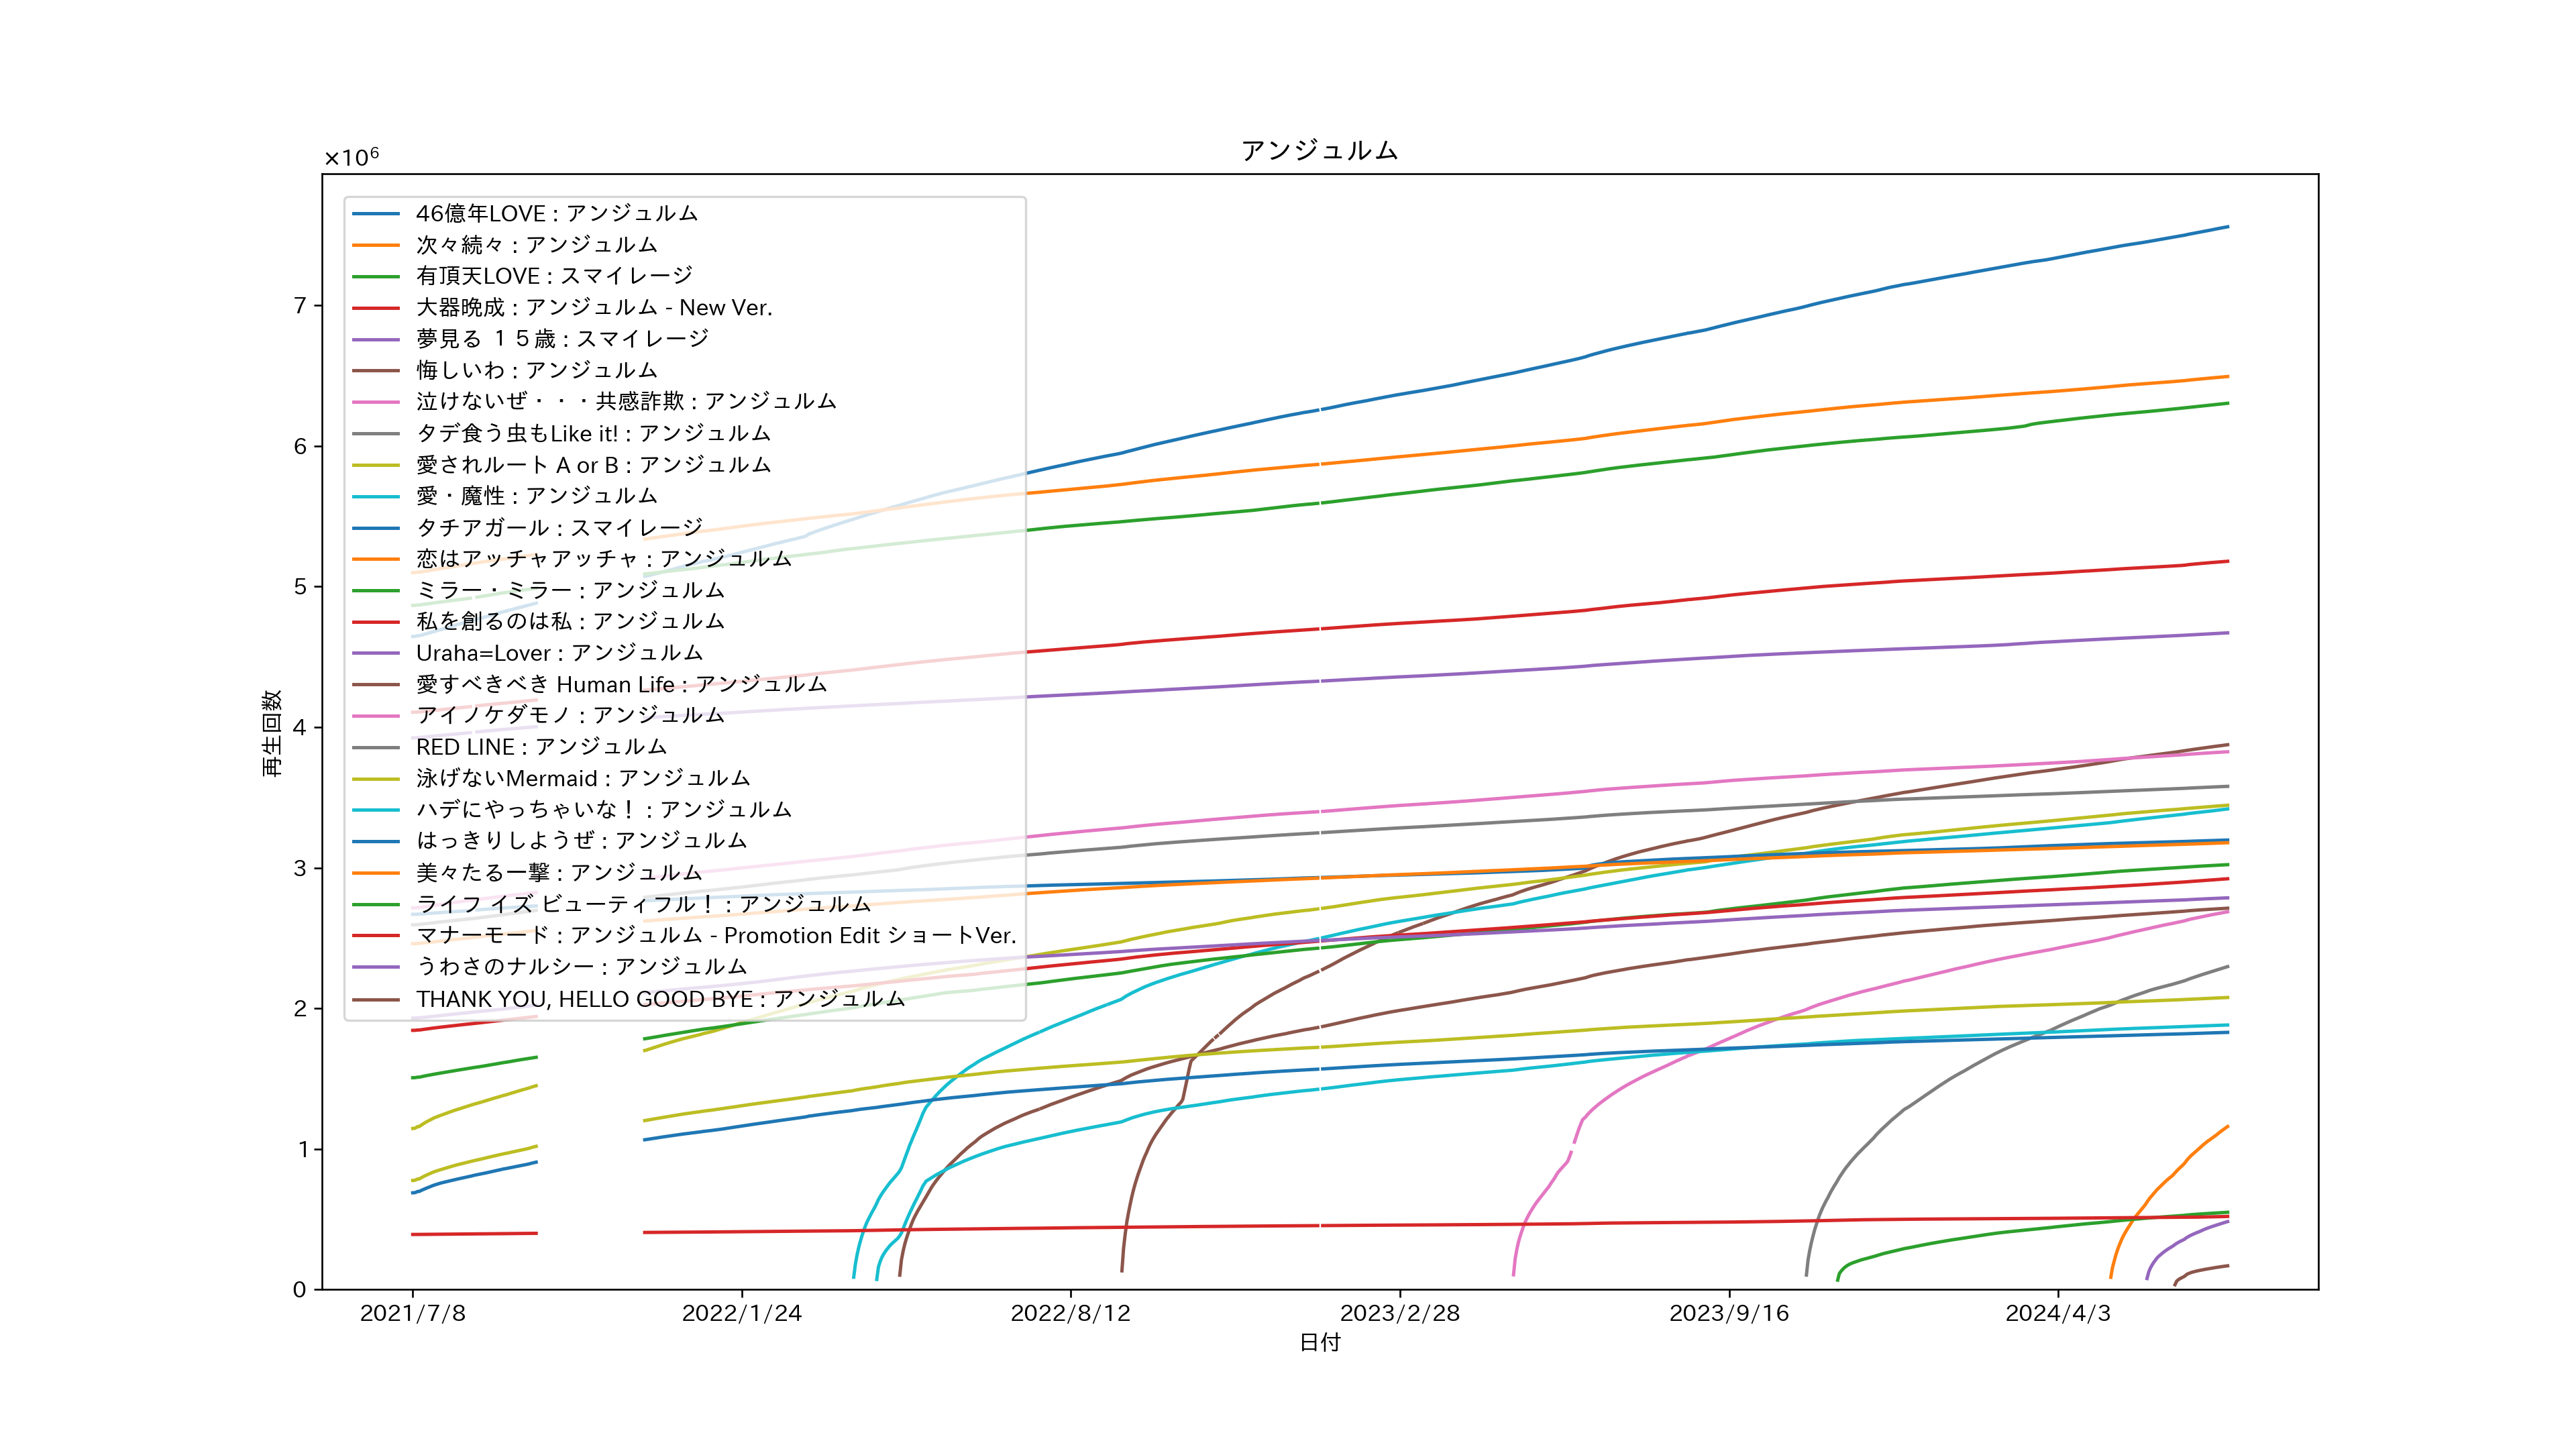 アンジュルム
×10⁶
46億年LOVE : アンジュルム
次々続々 : アンジュルム
有頂天LOVE : スマイレージ
大器晩成 : アンジュルム - New Ver.
夢見る １５歳 : スマイレージ
悔しいわ : アンジュルム
泣けないぜ・・・共感詐欺 : アンジュルム
タデ食う虫もLike it! : アンジュルム
愛されルート A or B : アンジュルム
愛・魔性 : アンジュルム
タチアガール : スマイレージ
恋はアッチャアッチャ : アンジュルム
ミラー・ミラー : アンジュルム
私を創るのは私 : アンジュルム
Uraha=Lover : アンジュルム
愛すべきべき Human Life : アンジュルム
アイノケダモノ : アンジュルム
RED LINE : アンジュルム
泳げないMermaid : アンジュルム
ハデにやっちゃいな！ : アンジュルム
はっきりしようぜ : アンジュルム
美々たる一撃 : アンジュルム
ライフ イズ ビューティフル！ : アンジュルム
マナーモード : アンジュルム - Promotion Edit ショートVer.
うわさのナルシー : アンジュルム
THANK YOU, HELLO GOOD BYE : アンジュルム
再生回数
7
6
5
4
3
2
1
0
2021/7/8 2022/1/24 2022/8/12 2023/2/28 2023/9/16 2024/4/3
日付